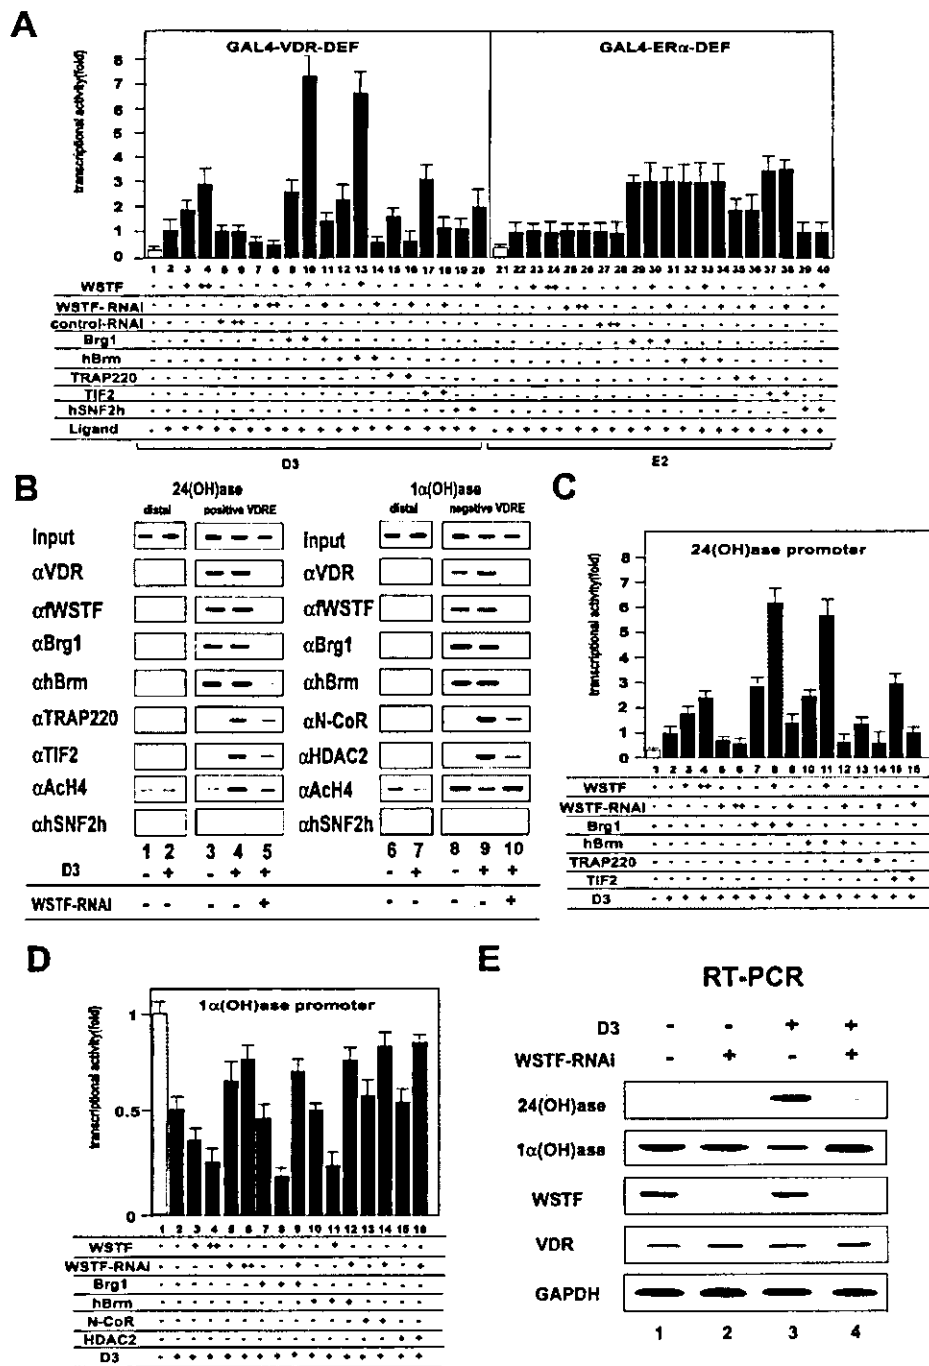 A
GAL4-VDR-DEF
GAL4-ERα-DEF
transcriptional activity(fold)
8
7
6
5
4
3
2
1
0
1 2 3 4 5 6 7 8 9 10 11 12 13 14 15 16 17 18 19 20 21 22 23 24 25 26 27 28 29 30 31 32 33 34 35 36 37 38 39 40
WSTF
WSTF-RNAi
control-RNAi
Brg1
hBrm
TRAP220
TIF2
hSNF2h
Ligand
D3
E2
B
24(OH)ase
distal positive VDRE
Input
αVDR
αfWSTF
αBrg1
αhBrm
αTRAP220
αTIF2
αAcH4
αhSNF2h
1 2 3 4 5
D3 - + - + +
WSTF-RNAi - - - - +
1α(OH)ase
distal negative VDRE
Input
αVDR
αfWSTF
αBrg1
αhBrm
αN-CoR
αHDAC2
αAcH4
αhSNF2h
6 7 8 9 10
- + - + +
- - - - +
C
24(OH)ase promoter
transcriptional activity(fold)
8
7
6
5
4
3
2
1
0
1 2 3 4 5 6 7 8 9 10 11 12 13 14 15 16
WSTF
WSTF-RNAi
Brg1
hBrm
TRAP220
TIF2
D3
D
1α(OH)ase promoter
transcriptional activity(fold)
1
0.5
0
1 2 3 4 5 6 7 8 9 10 11 12 13 14 15 16
WSTF
WSTF-RNAi
Brg1
hBrm
N-CoR
HDAC2
D3
E
RT-PCR
D3 - - + +
WSTF-RNAi - + - +
24(OH)ase
1α(OH)ase
WSTF
VDR
GAPDH
1 2 3 4